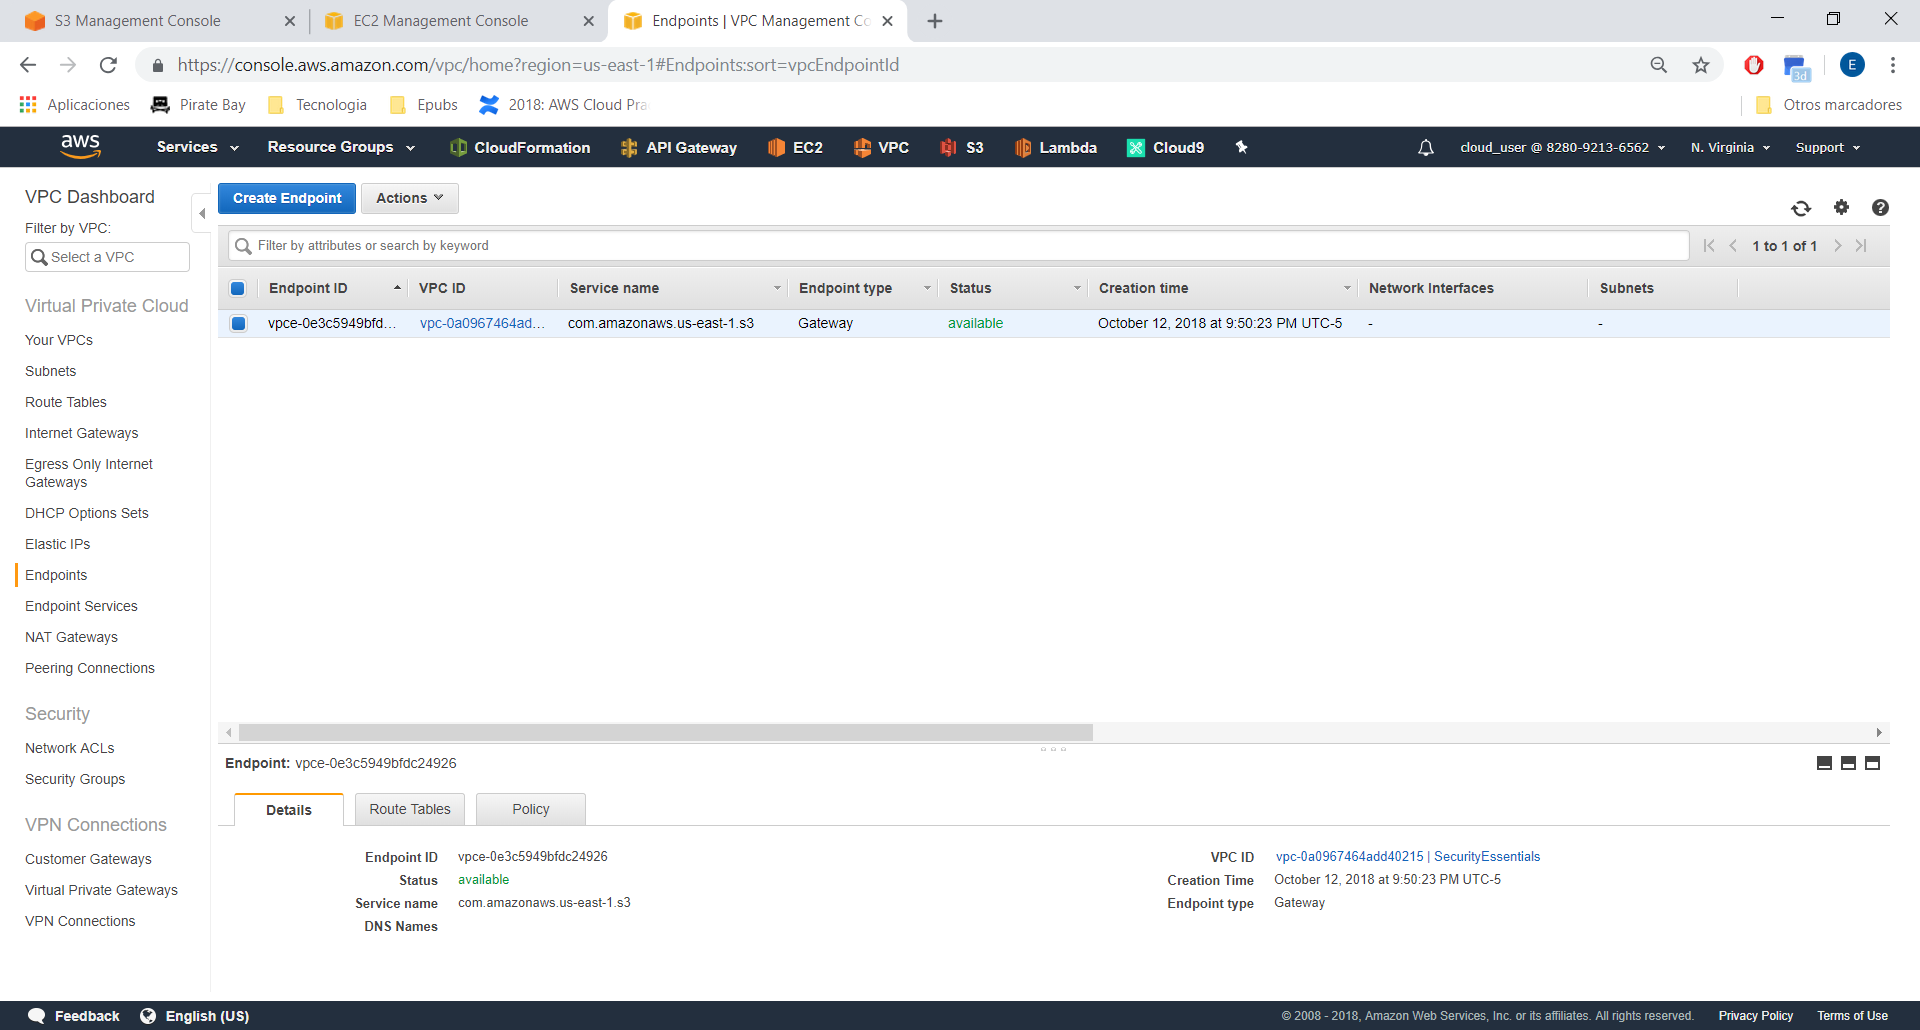 S3 Management Console
EC2 Management Console
Endpoints | VPC Management Co
https://console.aws.amazon.com/vpc/home?region=us-east-1#Endpoints:sort=vpcEndpointId
3d
E
Aplicaciones
Pirate Bay
Tecnologia
Epubs
2018: AWS Cloud Pra
Otros marcadores
aws
Services
Resource Groups
CloudFormation
API Gateway
EC2
VPC
S3
Lambda
Cloud9
cloud_user @ 8280-9213-6562
N. Virginia
Support
VPC Dashboard
Filter by VPC:
Select a VPC
Virtual Private Cloud
Your VPCs
Subnets
Route Tables
Internet Gateways
Egress Only Internet
Gateways
DHCP Options Sets
Elastic IPs
Endpoints
Endpoint Services
NAT Gateways
Peering Connections
Security
Network ACLs
Security Groups
VPN Connections
Customer Gateways
Virtual Private Gateways
VPN Connections
Create Endpoint
Actions
Filter by attributes or search by keyword
1 to 1 of 1
Endpoint ID
VPC ID
Service name
Endpoint type
Status
Creation time
Network Interfaces
Subnets
vpce-0e3c5949bfd...
vpc-0a0967464ad...
com.amazonaws.us-east-1.s3
Gateway
available
October 12, 2018 at 9:50:23 PM UTC-5
-
-
Endpoint: vpce-0e3c5949bfdc24926
Details
Route Tables
Policy
Endpoint ID vpce-0e3c5949bfdc24926
Status available
Service name com.amazonaws.us-east-1.s3
DNS Names
VPC ID vpc-0a0967464add40215 | SecurityEssentials
Creation Time October 12, 2018 at 9:50:23 PM UTC-5
Endpoint type Gateway
Feedback
English (US)
© 2008 - 2018, Amazon Web Services, Inc. or its affiliates. All rights reserved.
Privacy Policy
Terms of Use